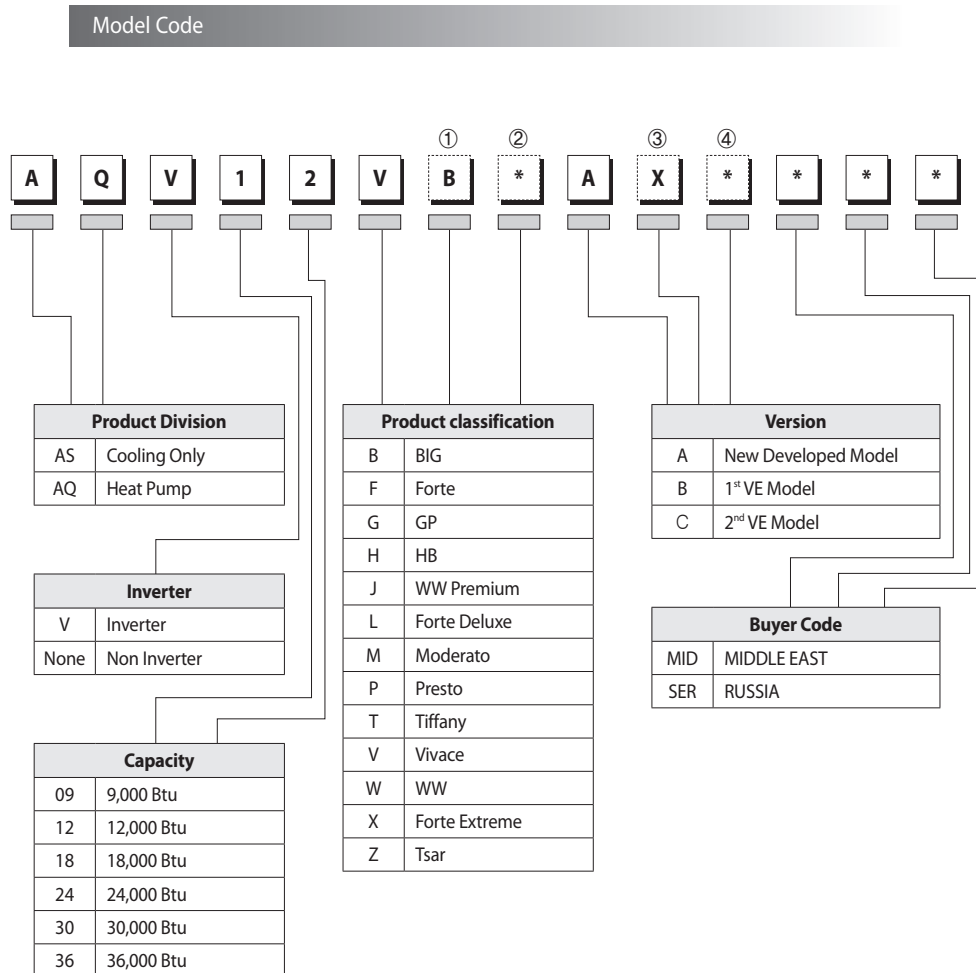 Model Code
① ② ③ ④
A Q V 1 2 V B * A X * * * *
Product Division
AS Cooling Only
AQ Heat Pump
Inverter
V Inverter
None Non Inverter
Capacity
09 9,000 Btu
12 12,000 Btu
18 18,000 Btu
24 24,000 Btu
30 30,000 Btu
36 36,000 Btu
Product classification
B BIG
F Forte
G GP
H HB
J WW Premium
L Forte Deluxe
M Moderato
P Presto
T Tiffany
V Vivace
W WW
X Forte Extreme
Z Tsar
Version
A New Developed Model
B 1st VE Model
C 2nd VE Model
Buyer Code
MID MIDDLE EAST
SER RUSSIA